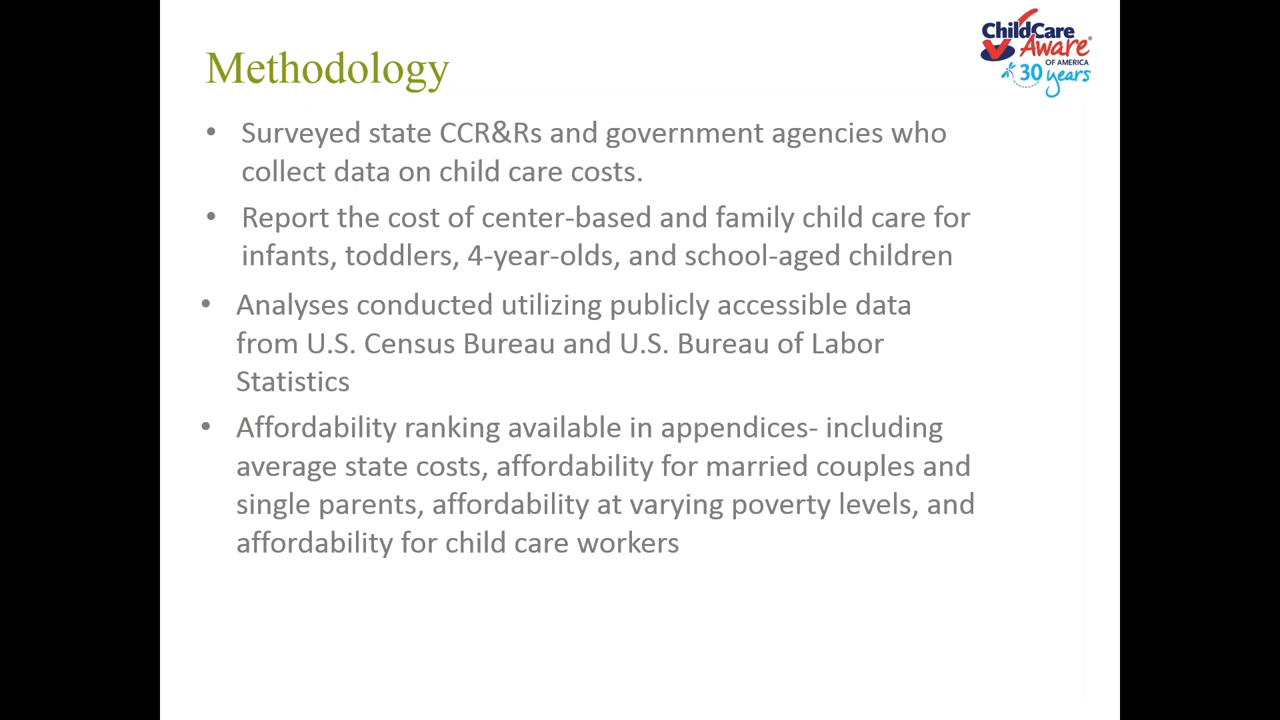 Methodology
ChildCare
Aware®
OF AMERICA
30 years
• Surveyed state CCR&Rs and government agencies who
collect data on child care costs.
• Report the cost of center-based and family child care for
infants, toddlers, 4-year-olds, and school-aged children
• Analyses conducted utilizing publicly accessible data
from U.S. Census Bureau and U.S. Bureau of Labor
Statistics
• Affordability ranking available in appendices- including
average state costs, affordability for married couples and
single parents, affordability at varying poverty levels, and
affordability for child care workers